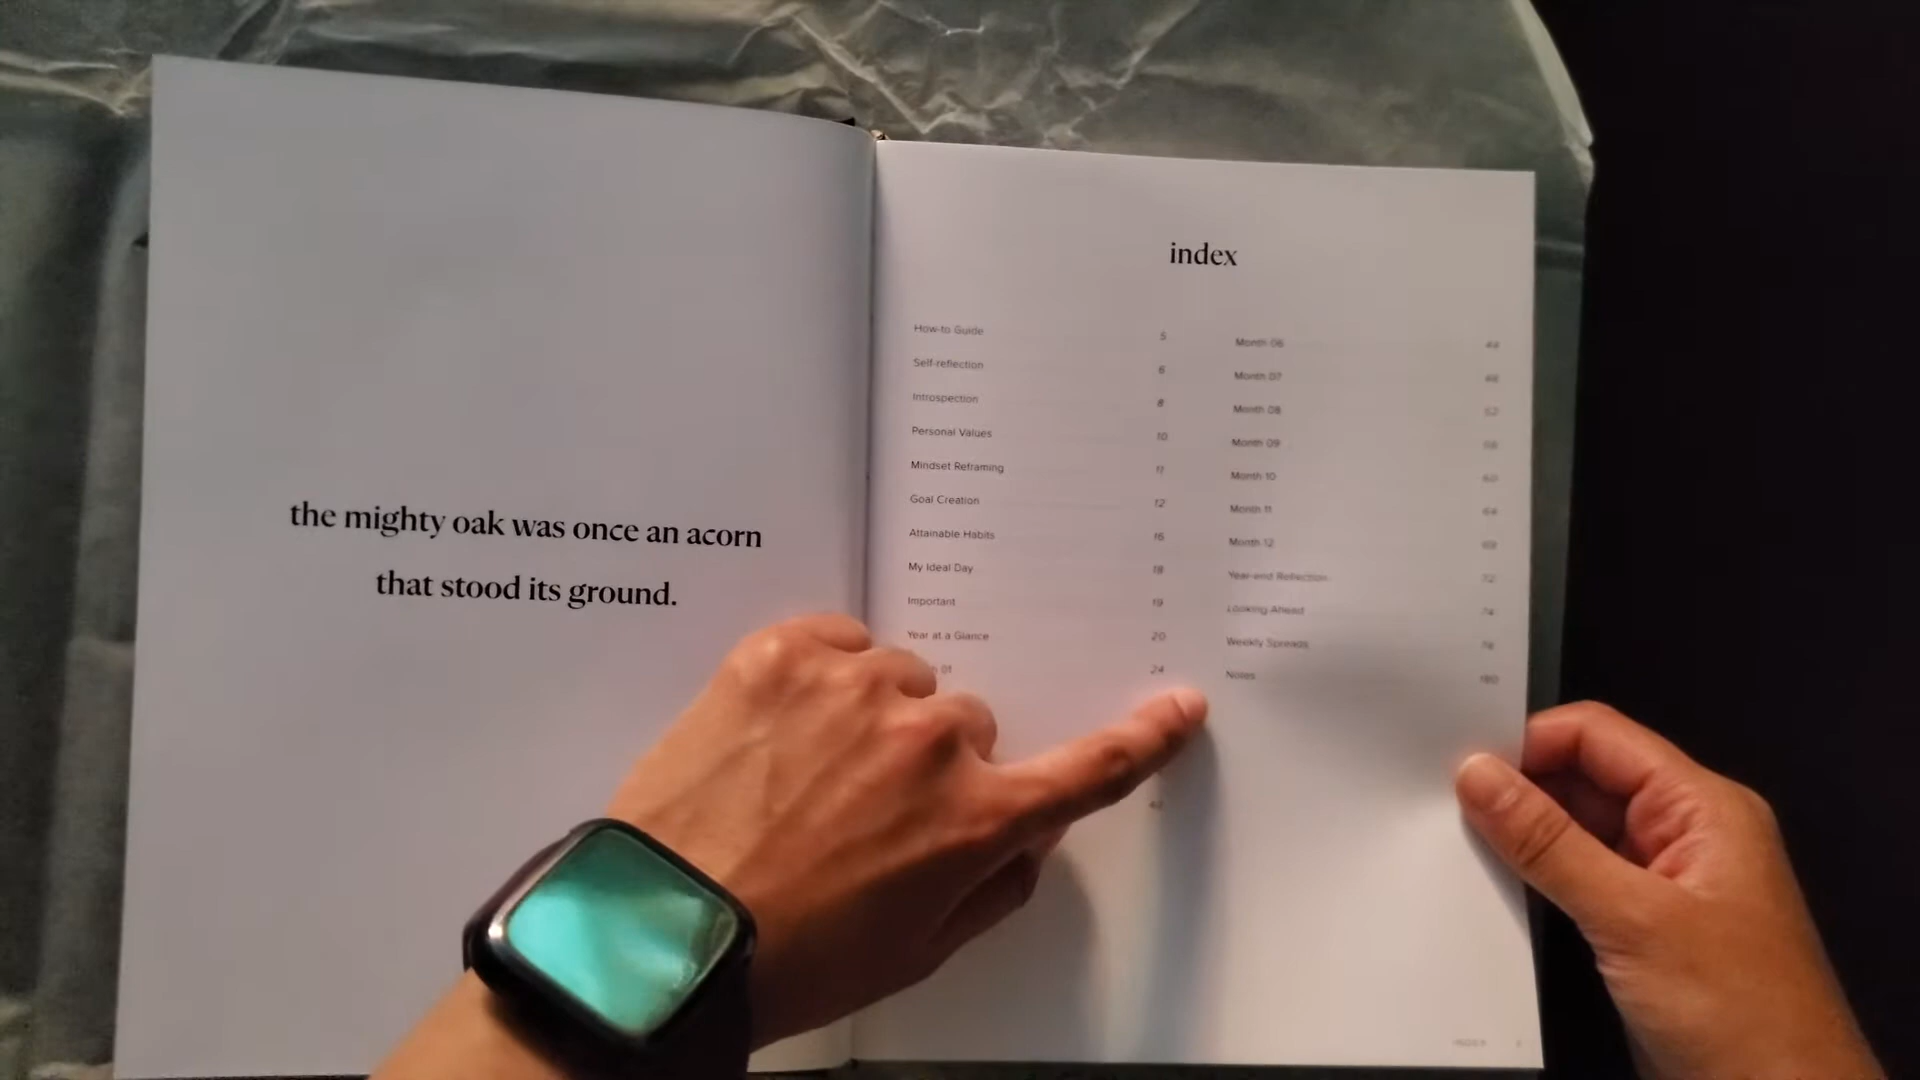 the mighty oak was once an acorn
that stood its ground.
index
How-to Guide 5
Self-reflection 6
Introspection 8
Personal Values 10
Mindset Reframing 11
Goal Creation 12
Attainable Habits 16
My Ideal Day 18
Important 19
Year at a Glance 20
01 24
Month 06 44
Month 07 48
Month 08 52
Month 09 56
Month 10 60
Month 11 64
Month 12 68
Year-end Reflection 72
Looking Ahead 74
Weekly Spreads 76
Notes 180
INDEX